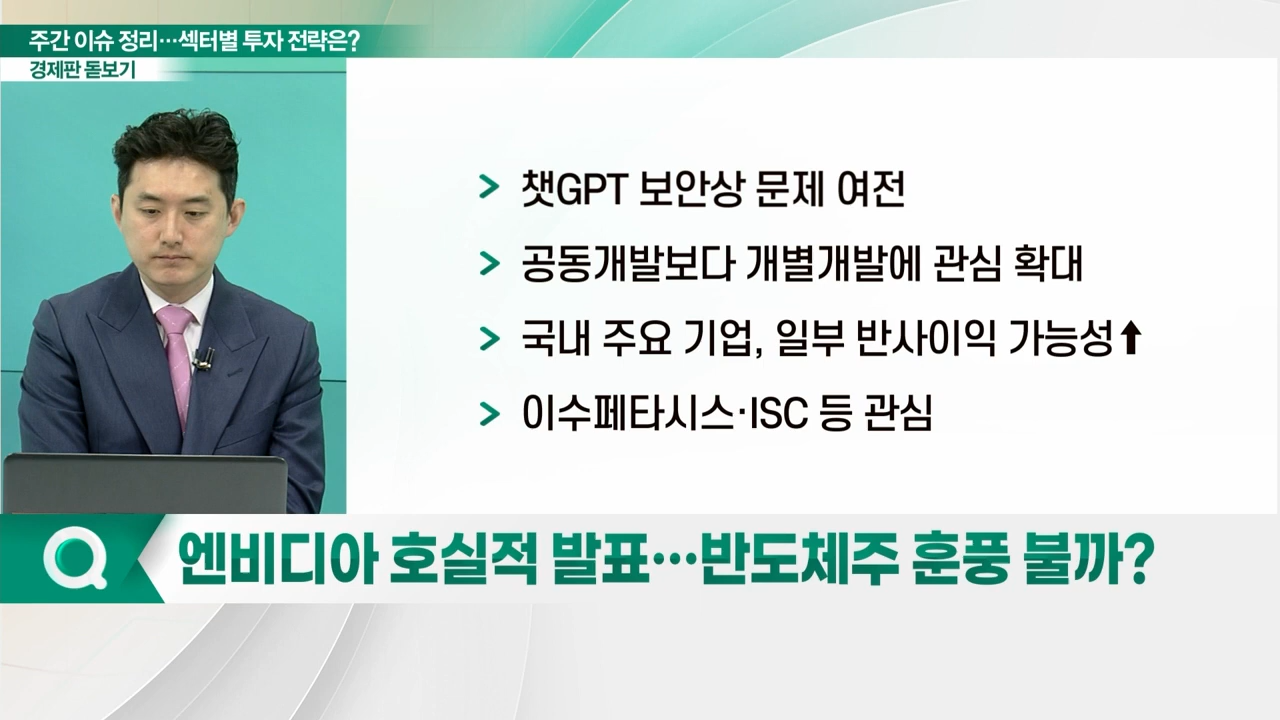 주간 이슈 정리…섹터별 투자 전략은?
경제판 돋보기
> 챗GPT 보안상 문제 여전
> 공동개발보다 개별개발에 관심 확대
> 국내 주요 기업, 일부 반사이익 가능성⬆
> 이수페타시스·ISC 등 관심
엔비디아 호실적 발표…반도체주 훈풍 불까?